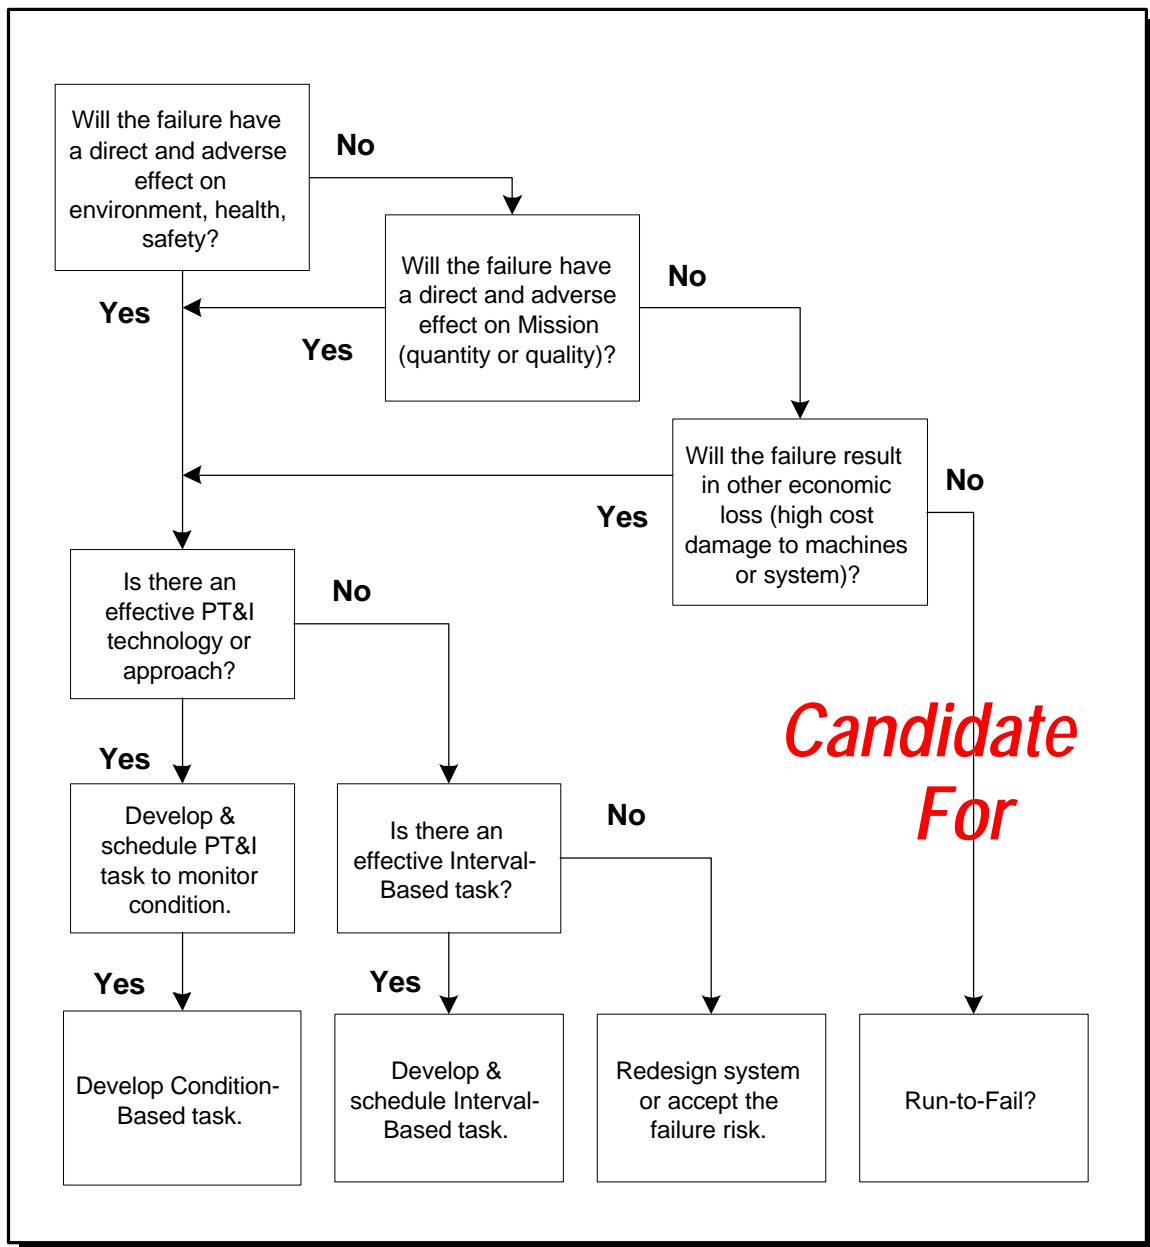 Will the failure have
a direct and adverse
effect on
environment, health,
safety?
No
Will the failure have
a direct and adverse
effect on Mission
(quantity or quality)?
No
Yes
Yes
Will the failure result
in other economic
loss (high cost
damage to machines
or system)?
No
Yes
Is there an
effective PT&I
technology or
approach?
No
Candidate
For
Yes
Develop &
schedule PT&I
task to monitor
condition.
Is there an
effective Interval-
Based task?
No
Yes
Yes
Develop Condition-
Based task.
Develop &
schedule Interval-
Based task.
Redesign system
or accept the
failure risk.
Run-to-Fail?